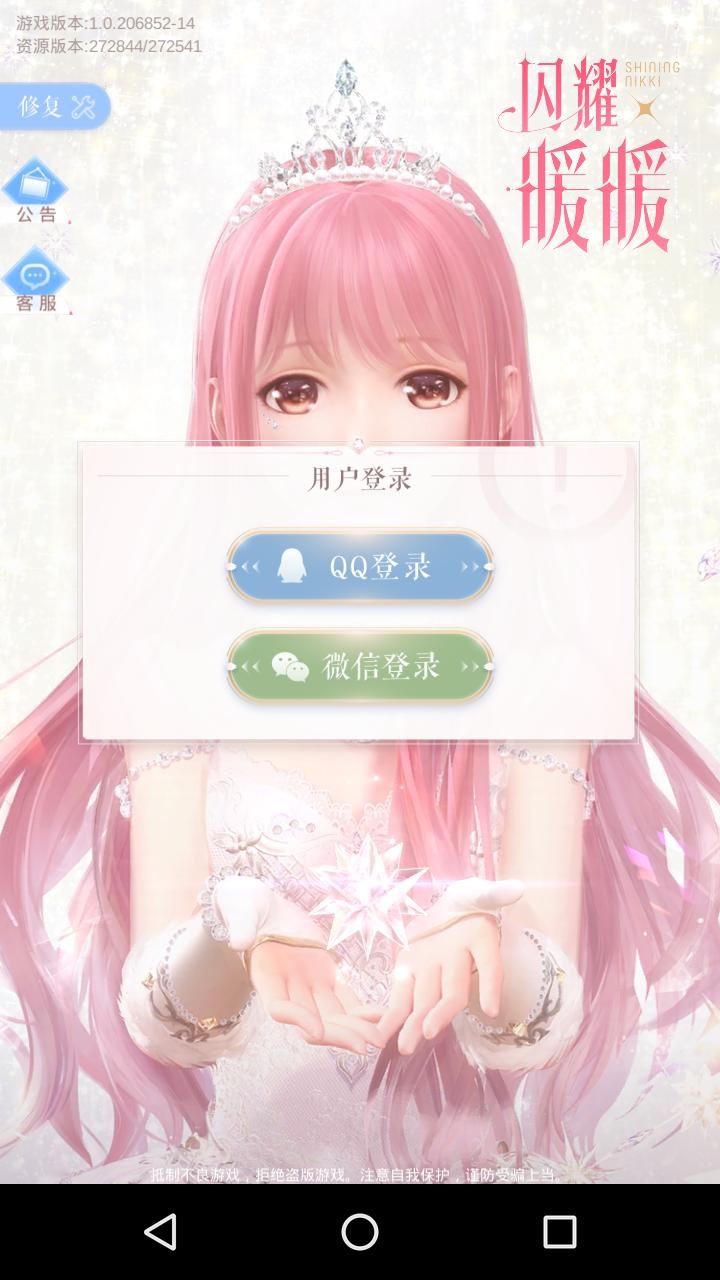 游戏版本:1.0.206852-14
资源版本:272844/272541
修复
公告
客服
闪耀
SHINING
NIKKI
暖暖
用户登录
QQ登录
微信登录
抵制不良游戏，拒绝盗版游戏。注意自我保护，谨防受骗上当。